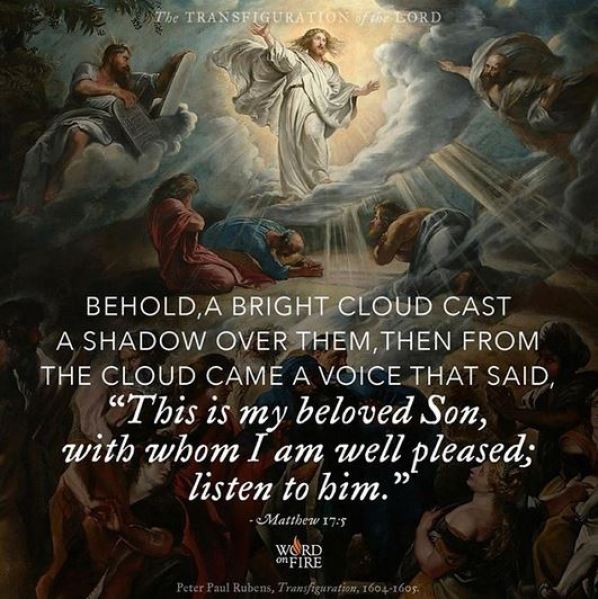 The TRANSFIGURATION of the LORD
BEHOLD,A BRIGHT CLOUD CAST
A SHADOW OVER THEM,THEN FROM
THE CLOUD CAME A VOICE THAT SAID,
“This is my beloved Son,
with whom I am well pleased;
listen to him.”
- Matthew 17:5
WORD
on FIRE
Peter Paul Rubens, Transfiguration, 1604-1605.